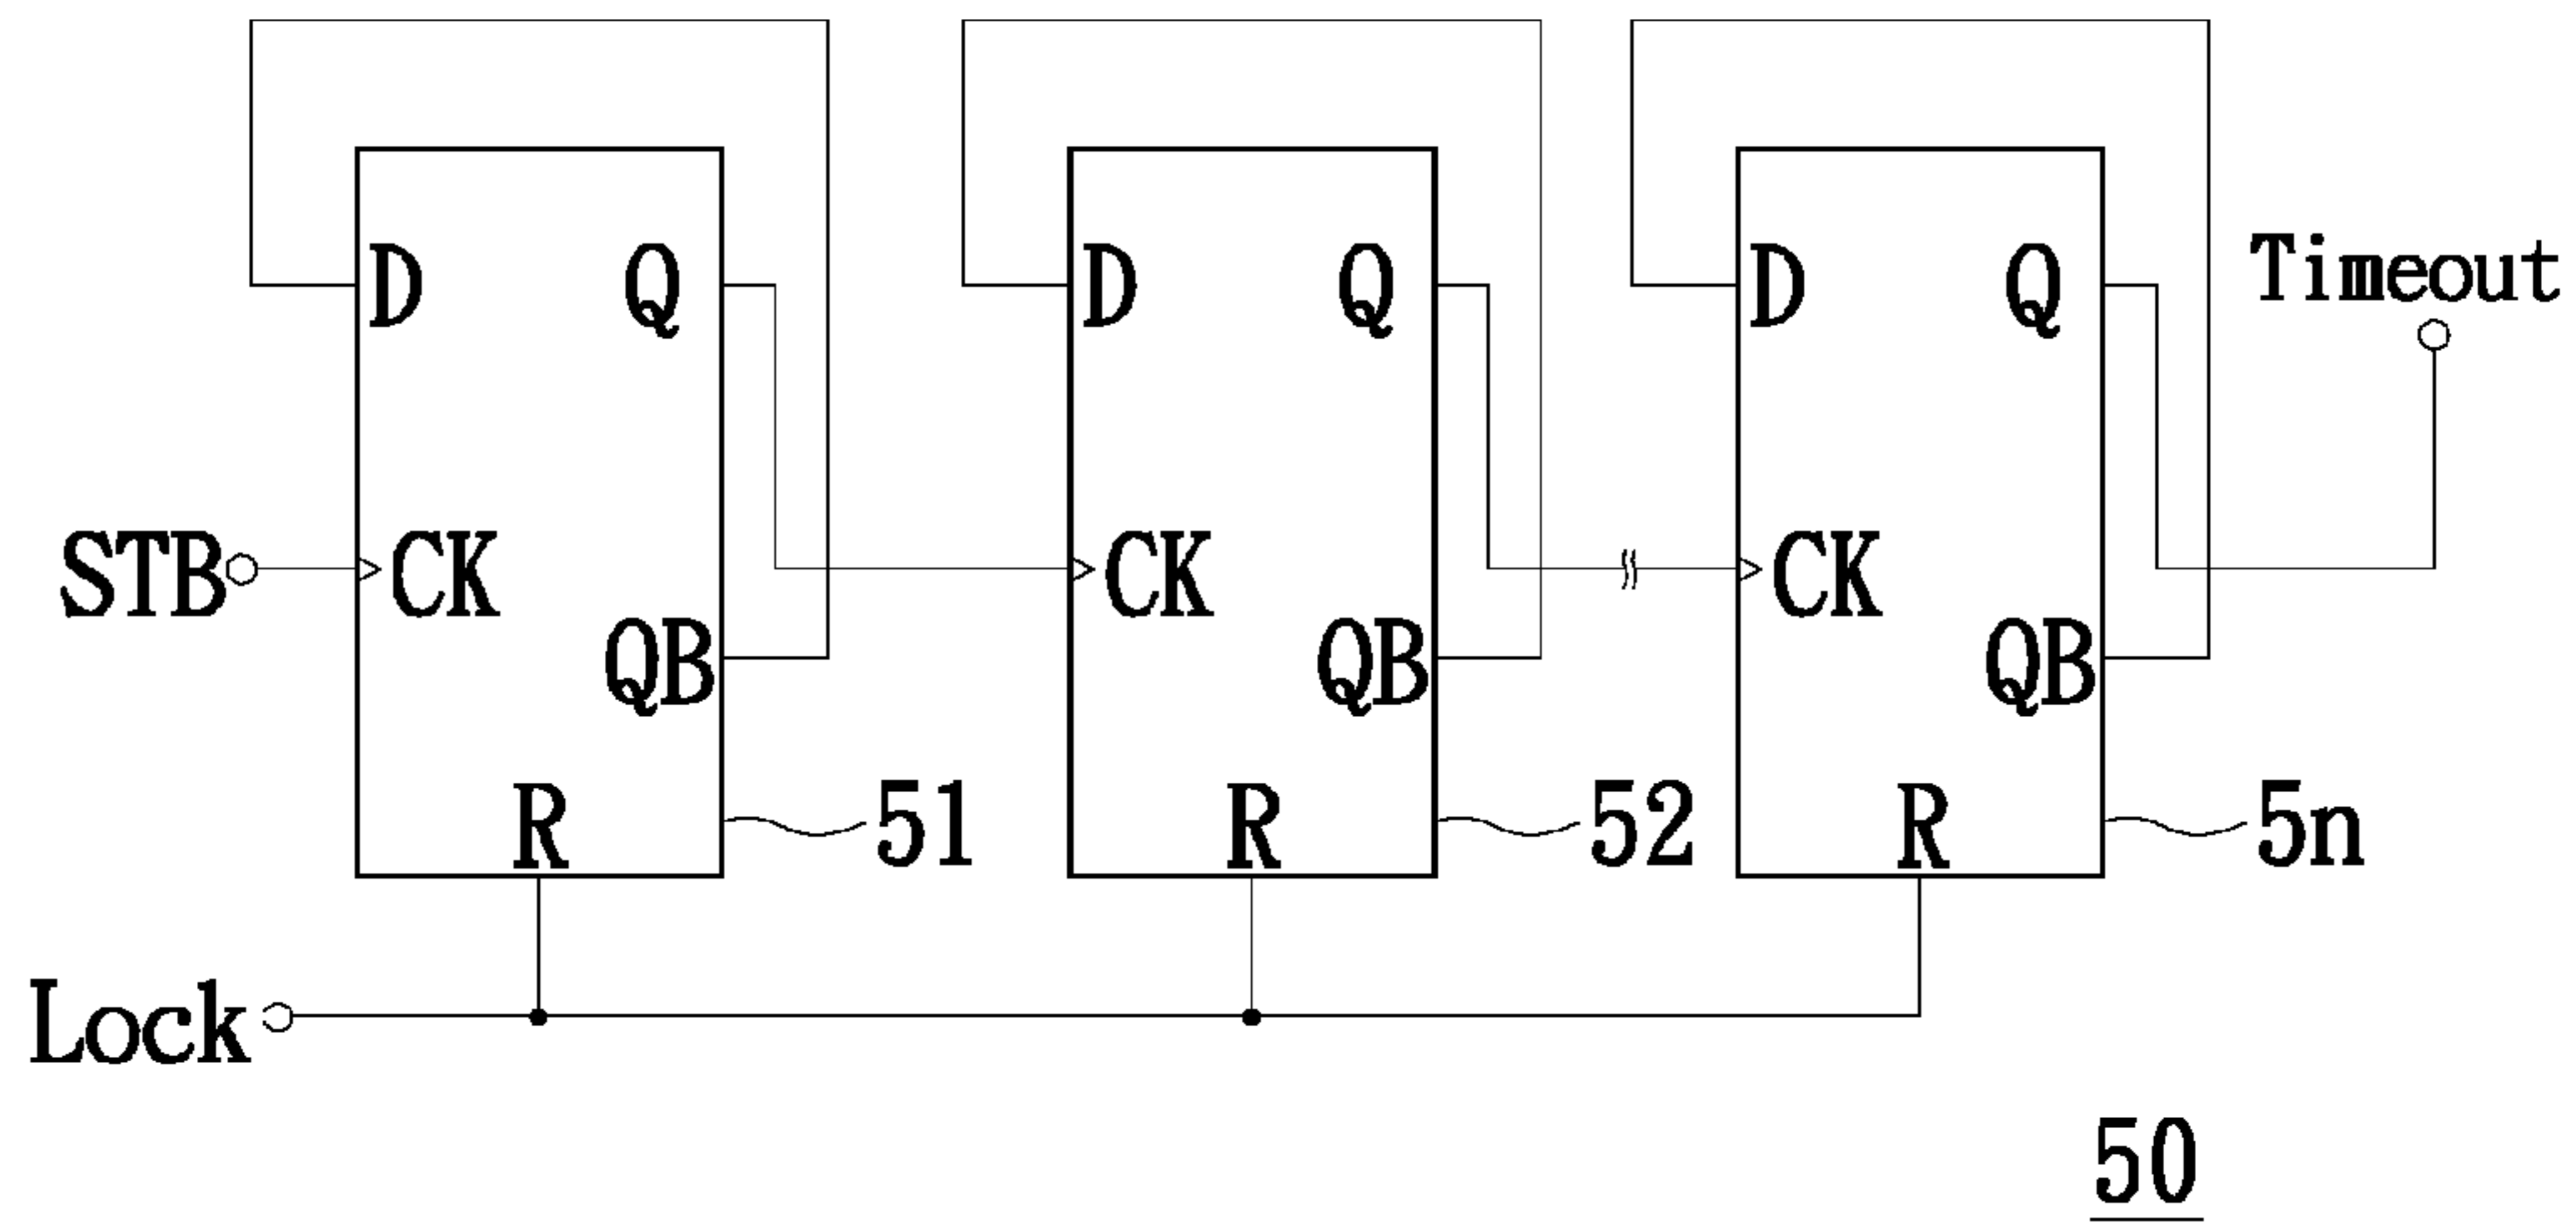 D Q D Q D Q Timeout
STB CK CK CK
QB QB QB
R 51 R 52 R 5n
Lock
50